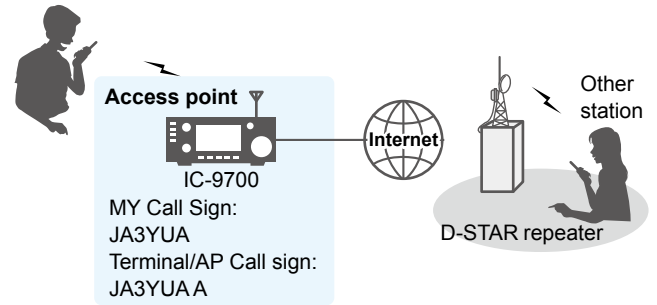 Access point
IC-9700
MY Call Sign:
JA3YUA
Terminal/AP Call sign:
JA3YUA A
Internet
Other
station
D-STAR repeater